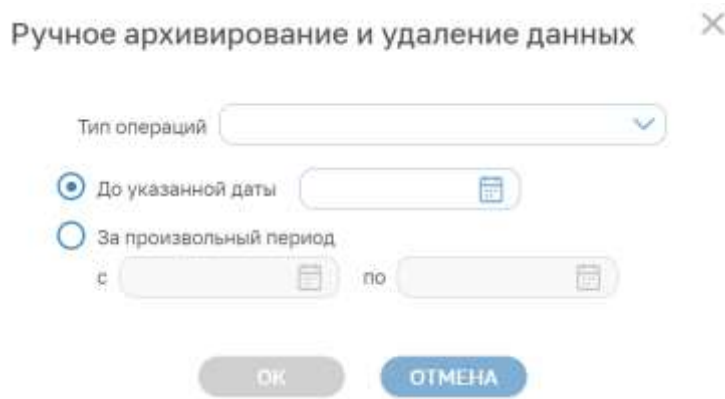 Ручное архивирование и удаление данных
Тип операций
До указанной даты
За произвольный период
с по
ОК ОТМЕНА